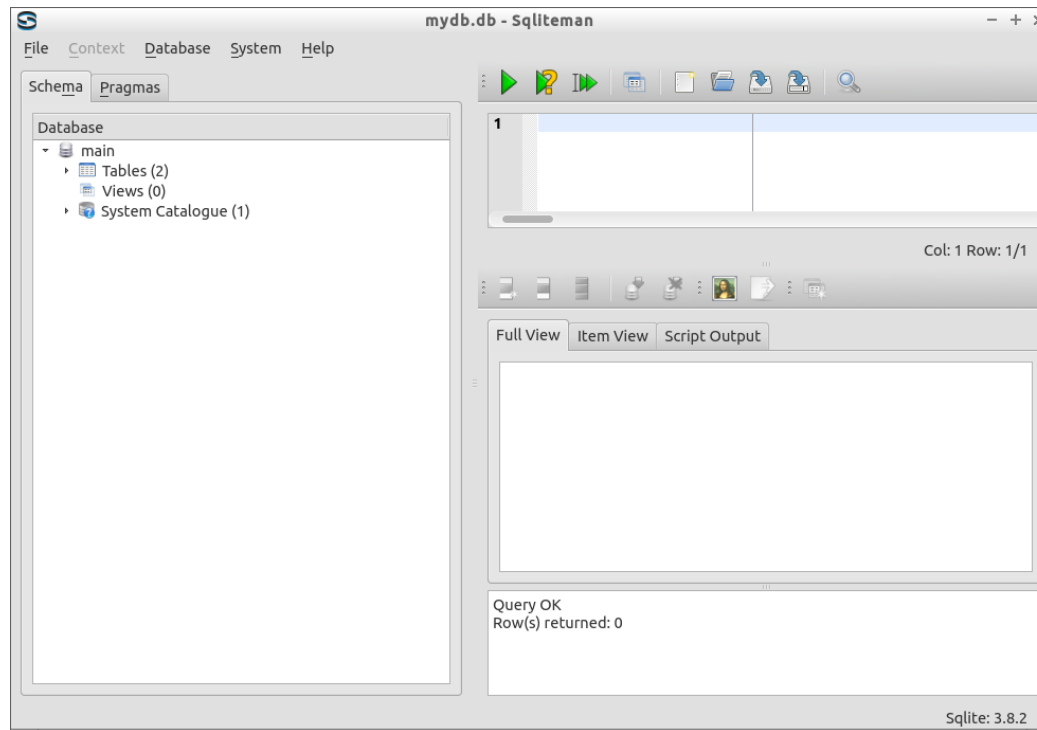 mydb.db - Sqliteman
File Context Database System Help
Schema Pragmas
Database
main
Tables (2)
Views (0)
System Catalogue (1)
1
Col: 1 Row: 1/1
Full View Item View Script Output
Query OK
Row(s) returned: 0
Sqlite: 3.8.2